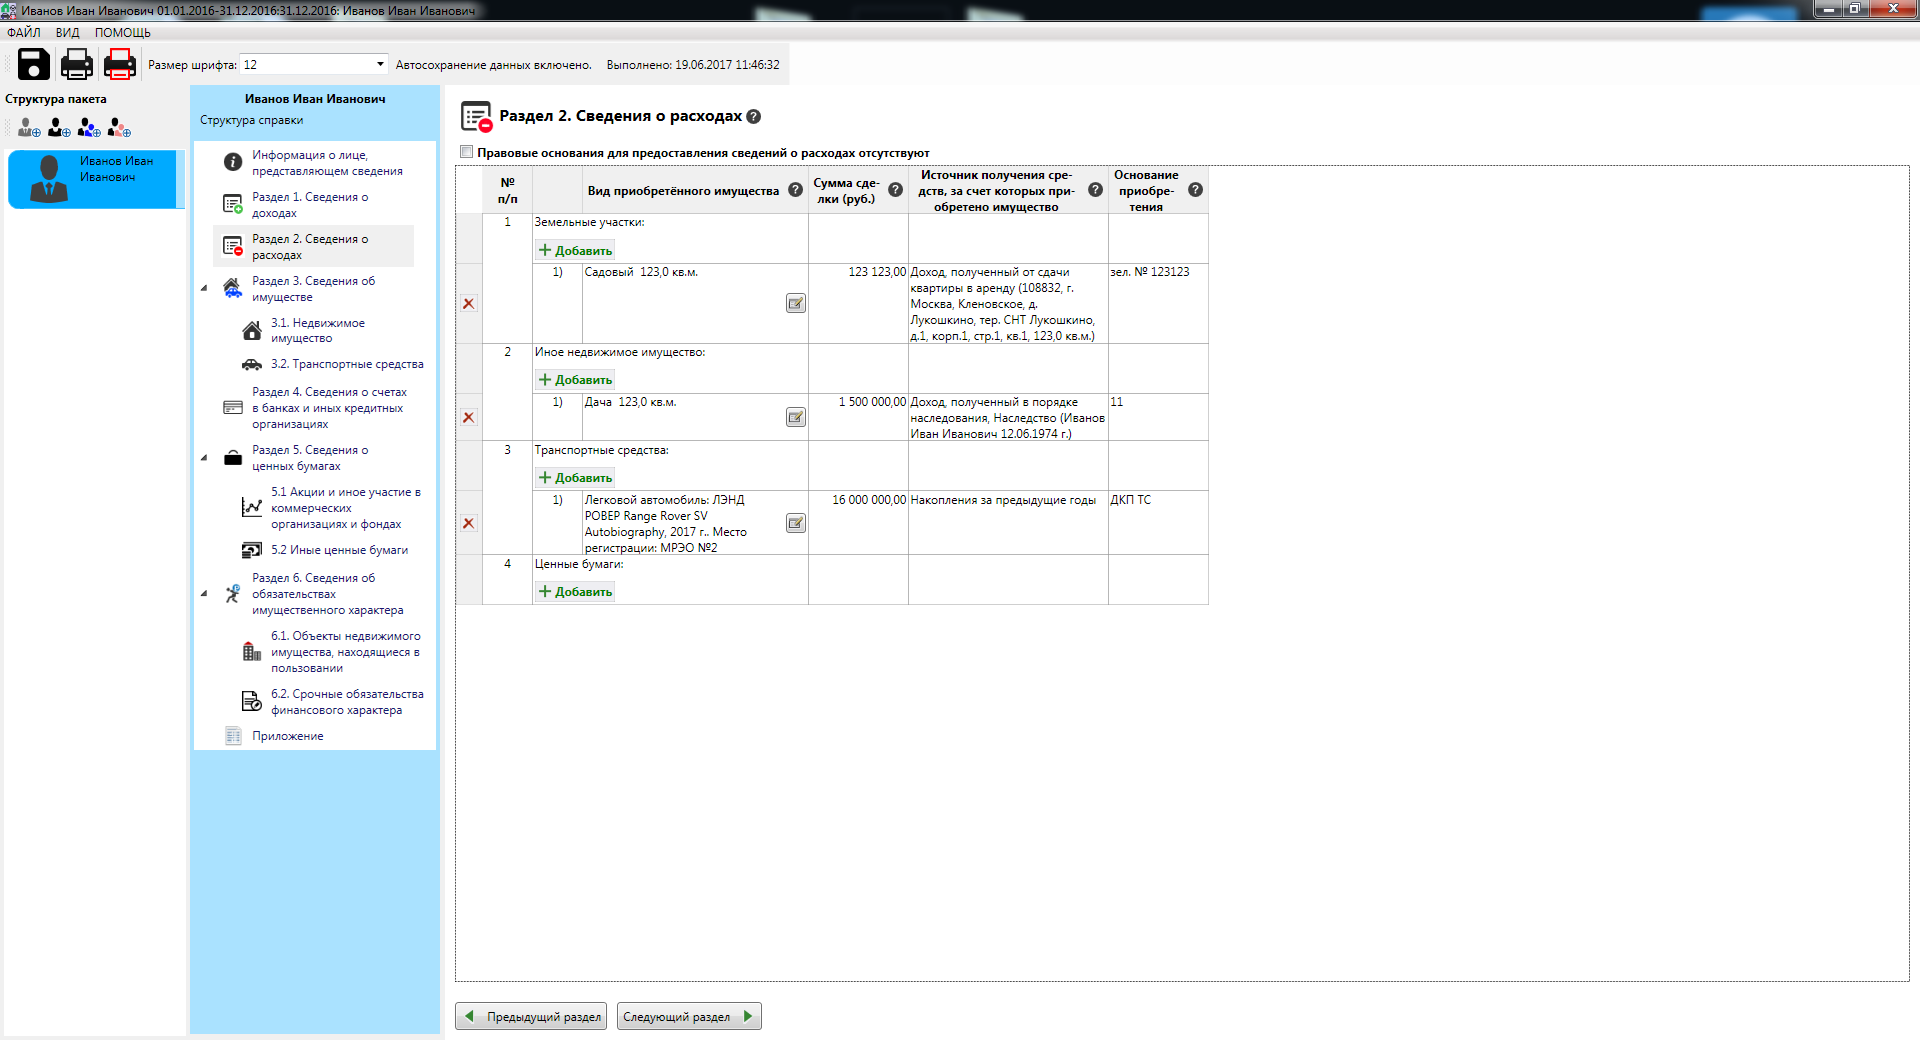 Иванов Иван Иванович 01.01.2016-31.12.2016:31.12.2016: Иванов Иван Иванович
ФАЙЛ ВИД ПОМОЩЬ
Размер шрифта: 12 Автосохранение данных включено. Выполнено: 19.06.2017 11:46:32
Структура пакета
Иванов Иван
Иванович
Иванов Иван Иванович
Структура справки
Информация о лице,
представляющем сведения
Раздел 1. Сведения о
доходах
Раздел 2. Сведения о
расходах
Раздел 3. Сведения об
имуществе
3.1. Недвижимое
имущество
3.2. Транспортные средства
Раздел 4. Сведения о счетах
в банках и иных кредитных
организациях
Раздел 5. Сведения о
ценных бумагах
5.1 Акции и иное участие в
коммерческих
организациях и фондах
5.2 Иные ценные бумаги
Раздел 6. Сведения об
обязательствах
имущественного характера
6.1. Объекты недвижимого
имущества, находящиеся в
пользовании
6.2. Срочные обязательства
финансового характера
Приложение
Раздел 2. Сведения о расходах
Правовые основания для предоставления сведений о расходах отсутствуют
№
п/п
Вид приобретённого имущества
Сумма сде-
лки (руб.)
Источник получения сре-
дств, за счет которых при-
обретено имущество
Основание
приобре-
тения
1 Земельные участки:
Добавить
1) Садовый 123,0 кв.м. 123 123,00 Доход, полученный от сдачи зел. № 123123
квартиры в аренду (108832, г.
Москва, Кленовское, д.
Лукошкино, тер. СНТ Лукошкино,
д.1, корп.1, стр.1, кв.1, 123,0 кв.м.)
2 Иное недвижимое имущество:
Добавить
1) Дача 123,0 кв.м. 1 500 000,00 Доход, полученный в порядке 11
наследования, Наследство (Иванов
Иван Иванович 12.06.1974 г.)
3 Транспортные средства:
Добавить
1) Легковой автомобиль: ЛЭНД 16 000 000,00 Накопления за предыдущие годы ДКП ТС
РОВЕР Range Rover SV
Autobiography, 2017 г.. Место
регистрации: МРЭО №2
4 Ценные бумаги:
Добавить
Предыдущий раздел Следующий раздел